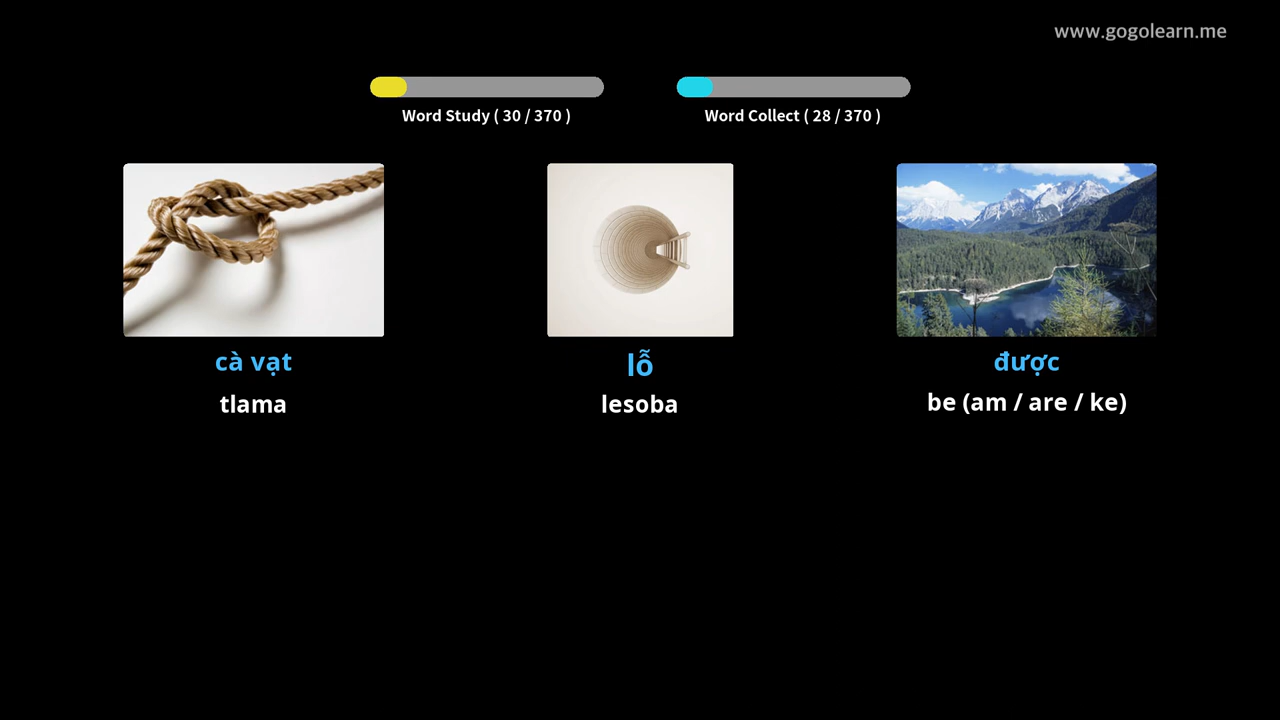 www.gogolearn.me
Word Study ( 30 / 370 )
Word Collect ( 28 / 370 )
cà vạt
lỗ
được
tlama
lesoba
be (am / are / ke)